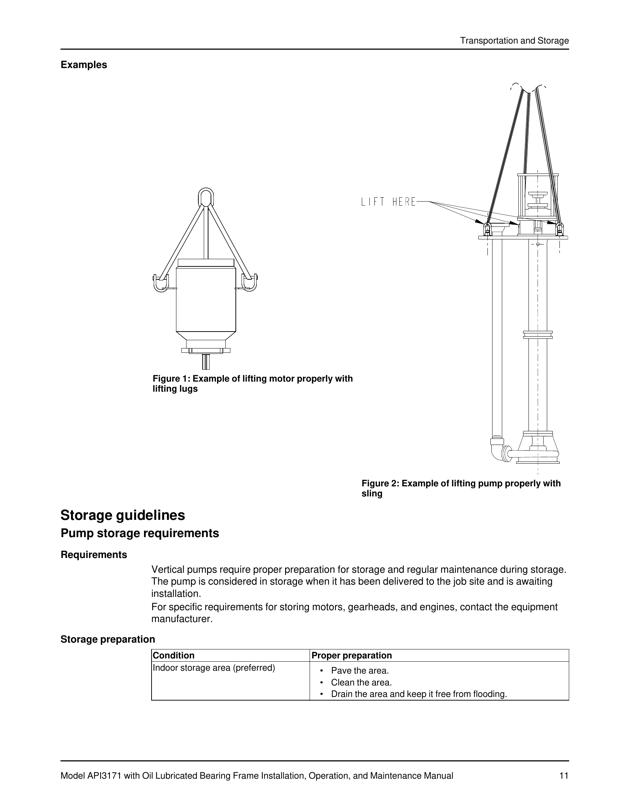 Transportation and Storage
Examples
LIFT HERE
Figure 1: Example of lifting motor properly with
lifting lugs
Figure 2: Example of lifting pump properly with
sling
Storage guidelines
Pump storage requirements
Requirements
Vertical pumps require proper preparation for storage and regular maintenance during storage.
The pump is considered in storage when it has been delivered to the job site and is awaiting
installation.
For specific requirements for storing motors, gearheads, and engines, contact the equipment
manufacturer.
Storage preparation
Condition Proper preparation
Indoor storage area (preferred) • Pave the area.
• Clean the area.
• Drain the area and keep it free from flooding.
Model API3171 with Oil Lubricated Bearing Frame Installation, Operation, and Maintenance Manual 11